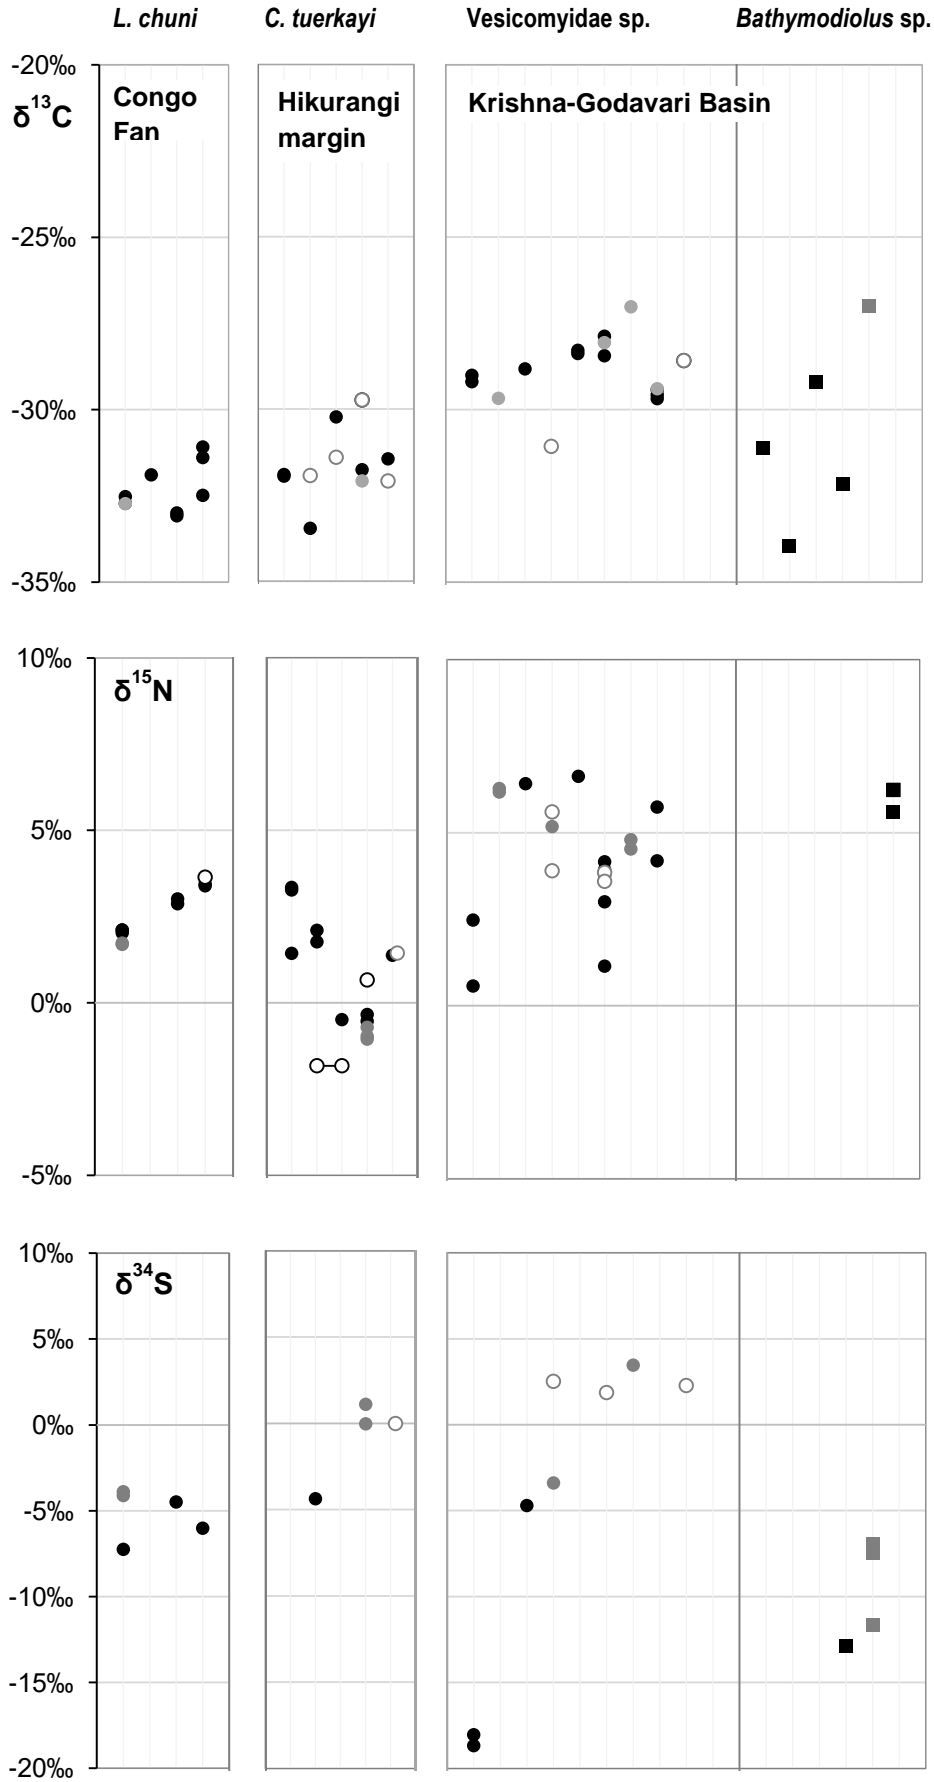 L. chuni C. tuerkayi Vesicomyidae sp. Bathymodiolus sp.
-20‰
δ13C
Congo
Fan
Hikurangi
margin
Krishna-Godavari Basin
-25‰
-30‰
-35‰
10‰
δ15N
5‰
0‰
-5‰
10‰
δ34S
5‰
0‰
-5‰
-10‰
-15‰
-20‰